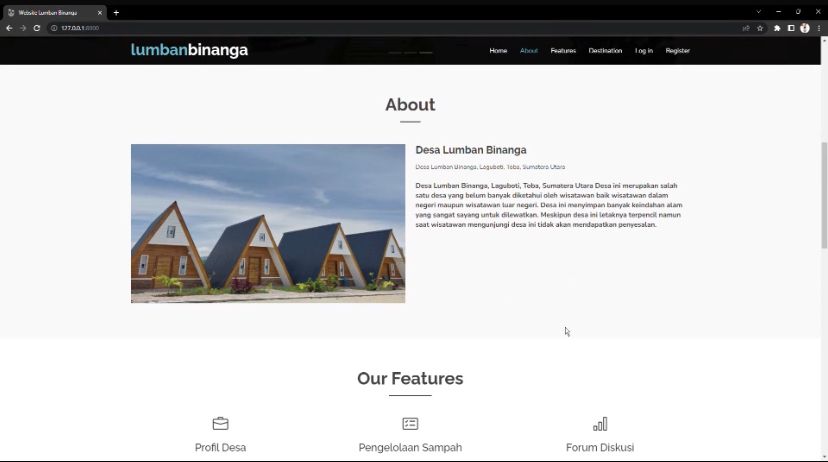 Website Lumban Binanga
127.0.0.1:8000
lumbanbinanga
Home About Features Destination Log in Register
About
Desa Lumban Binanga
Desa Lumban Binanga, Laguboti, Toba, Sumatera Utara
Desa Lumban Binanga, Laguboti, Toba, Sumatera Utara Desa ini merupakan salah
satu desa yang belum banyak diketahui oleh wisatawan baik wisatawan dalam
negeri maupun wisatawan luar negeri. Desa ini menyimpan banyak keindahan alam
yang sangat sayang untuk dilewatkan. Meskipun desa ini letaknya terpencil namun
saat wisatawan mengunjungi desa ini tidak akan mendapatkan penyesalan.
Our Features
Profil Desa Pengelolaan Sampah Forum Diskusi